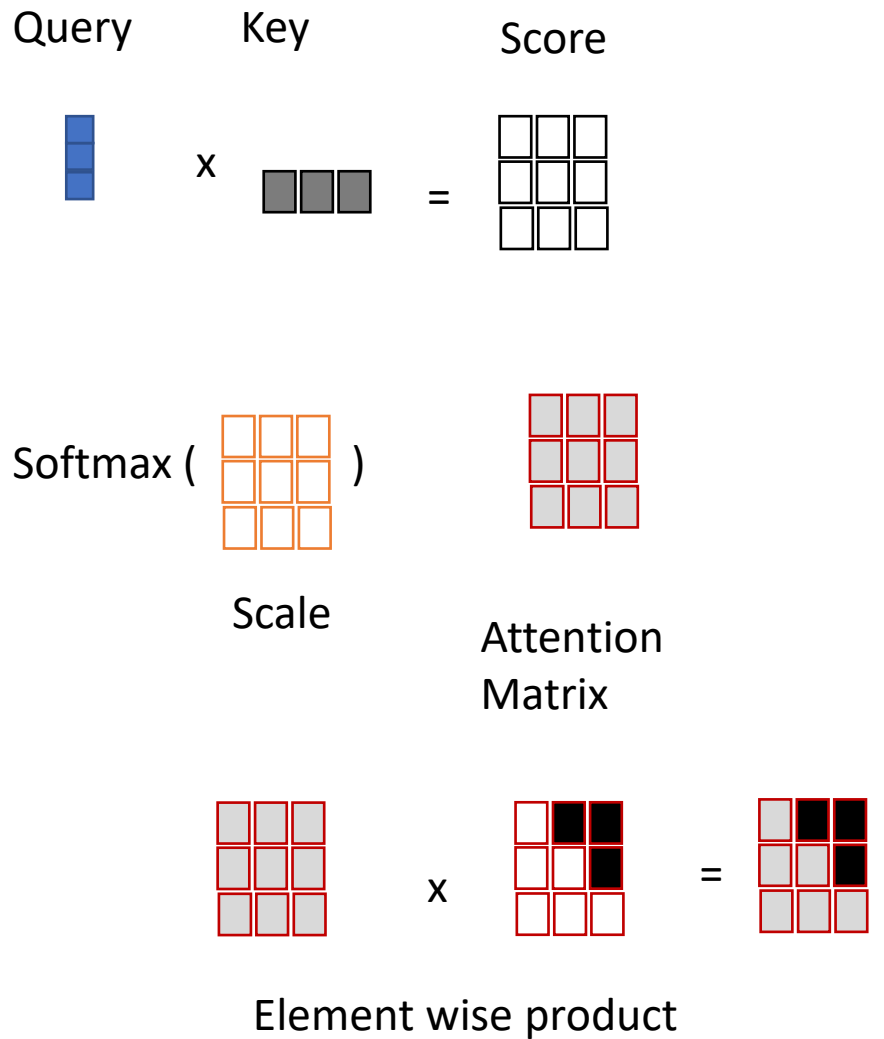 Query Key Score
x
=
Softmax ( )
Scale
Attention
Matrix
x =
Element wise product